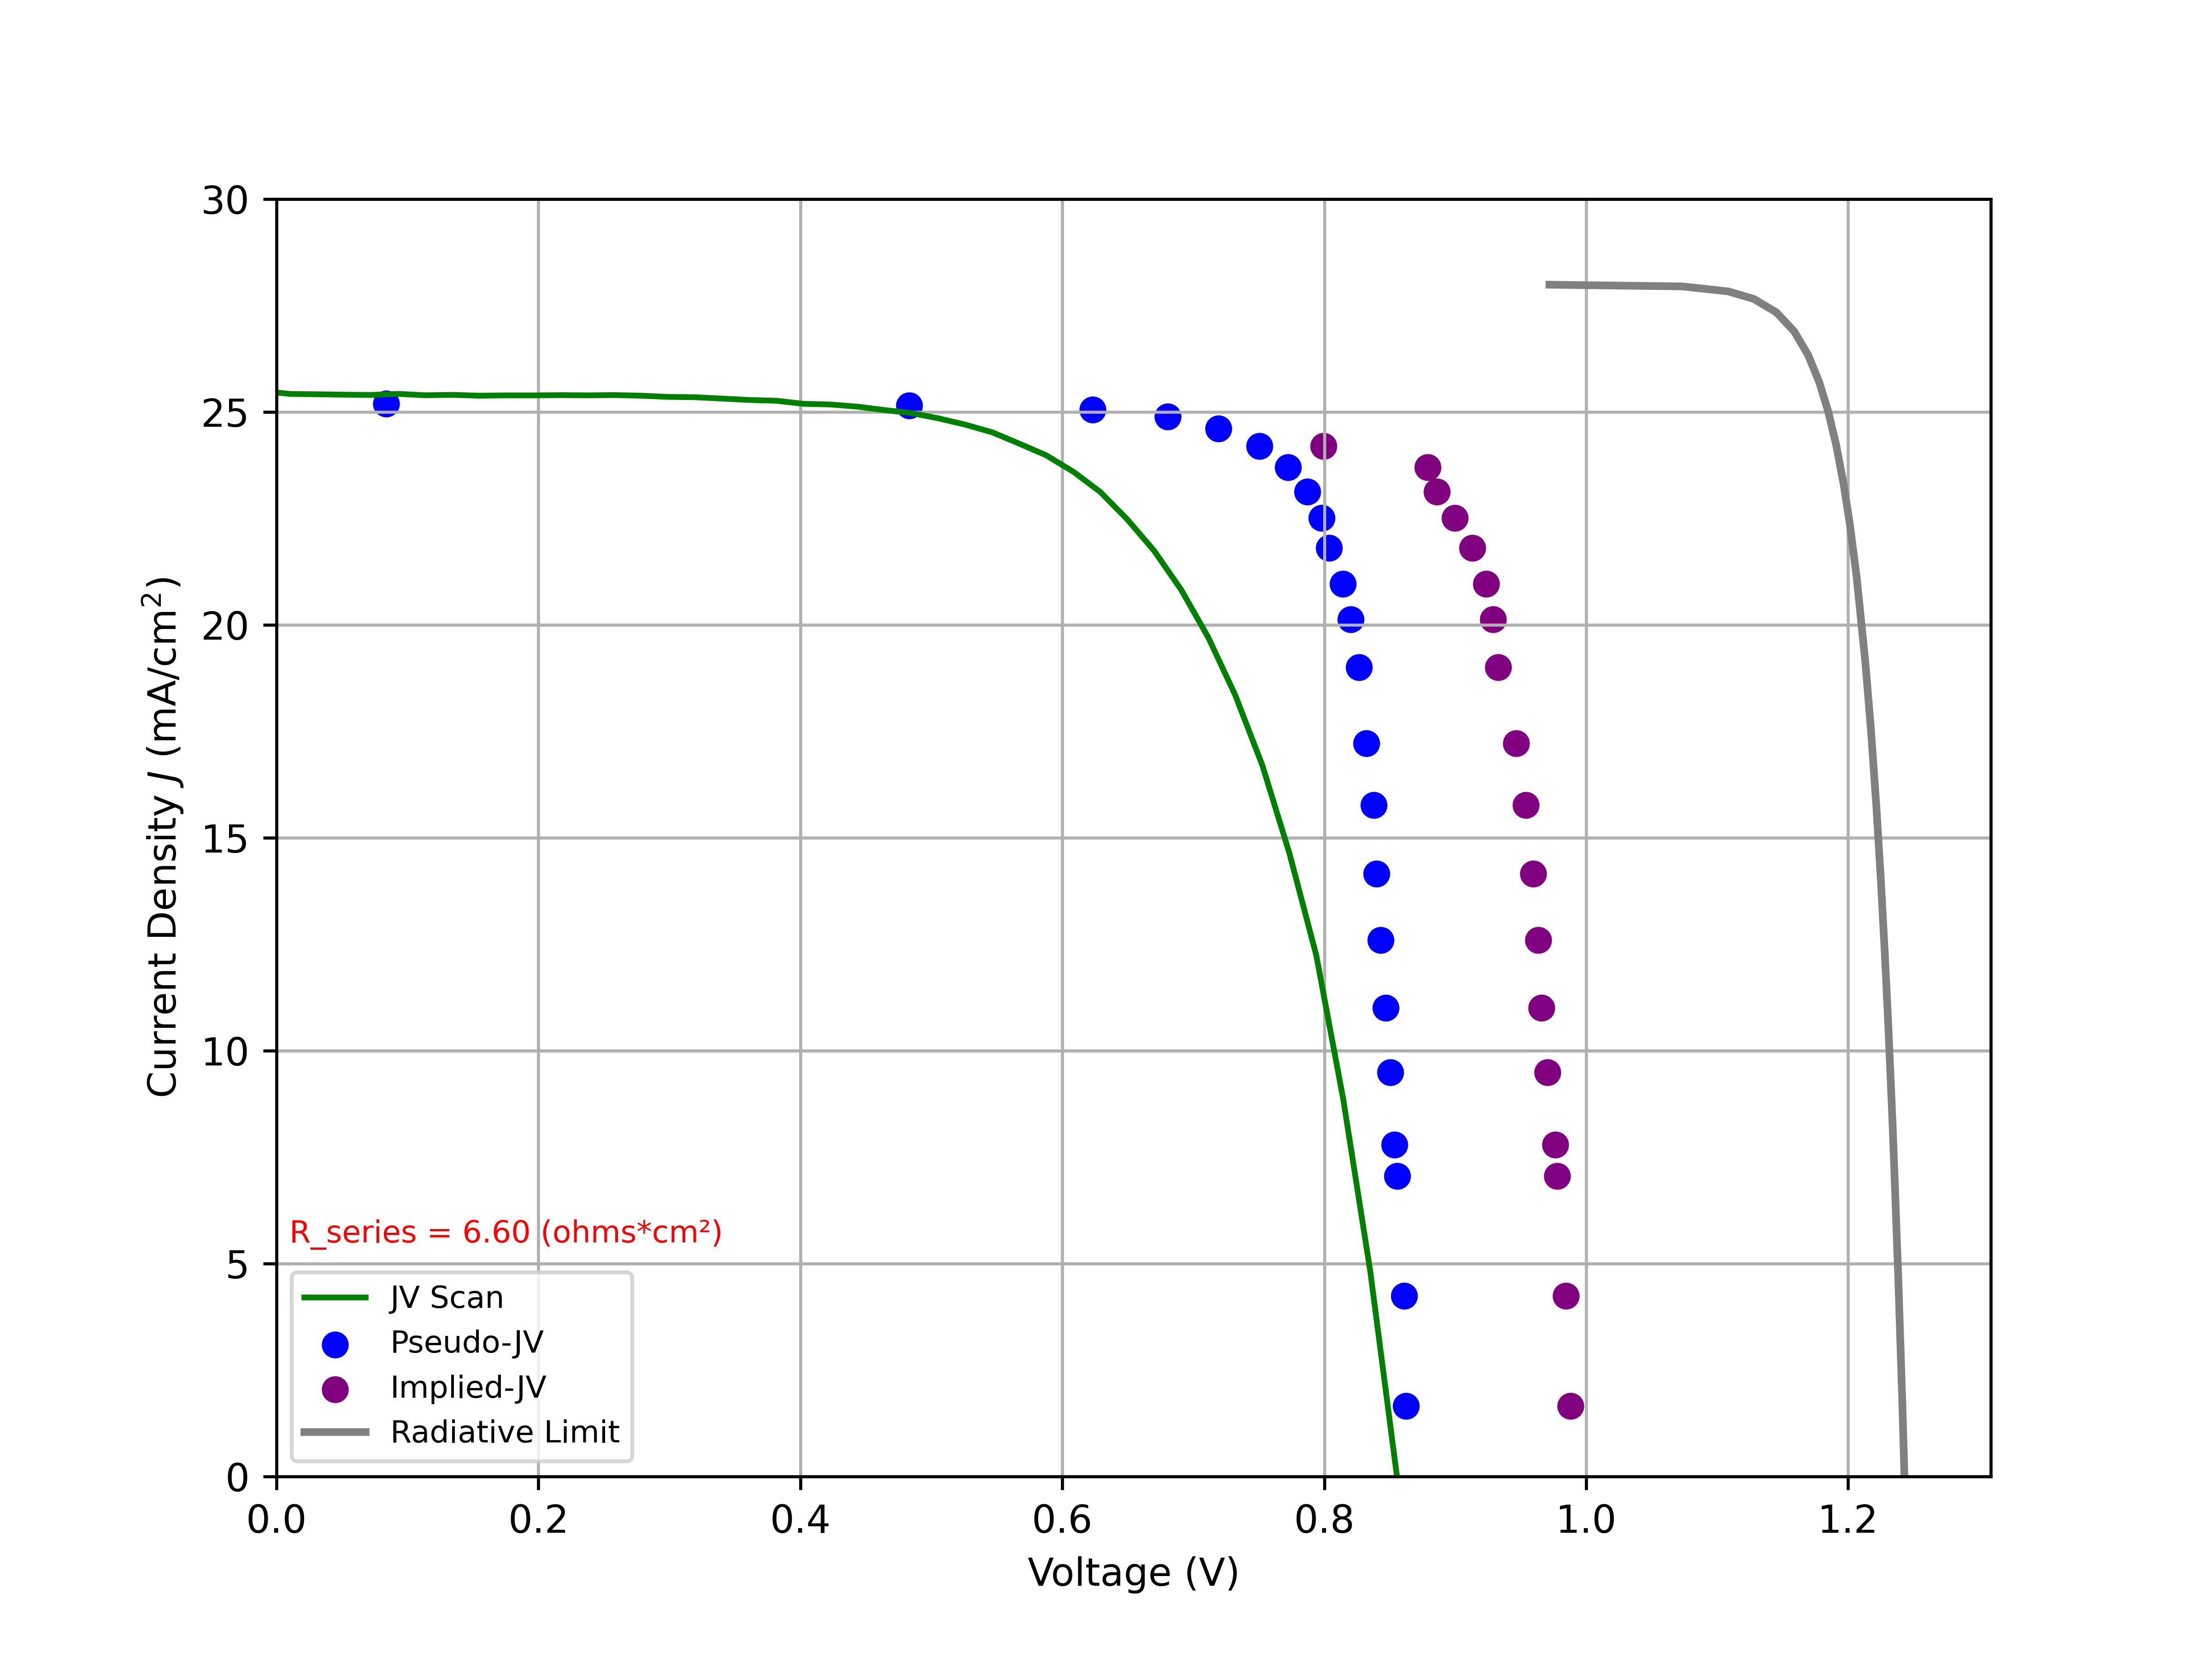 30
25
20
15
10
5
0
Current Density J (mA/cm²)
R_series = 6.60 (ohms*cm²)
JV Scan
Pseudo-JV
Implied-JV
Radiative Limit
0.0 0.2 0.4 0.6 0.8 1.0 1.2
Voltage (V)